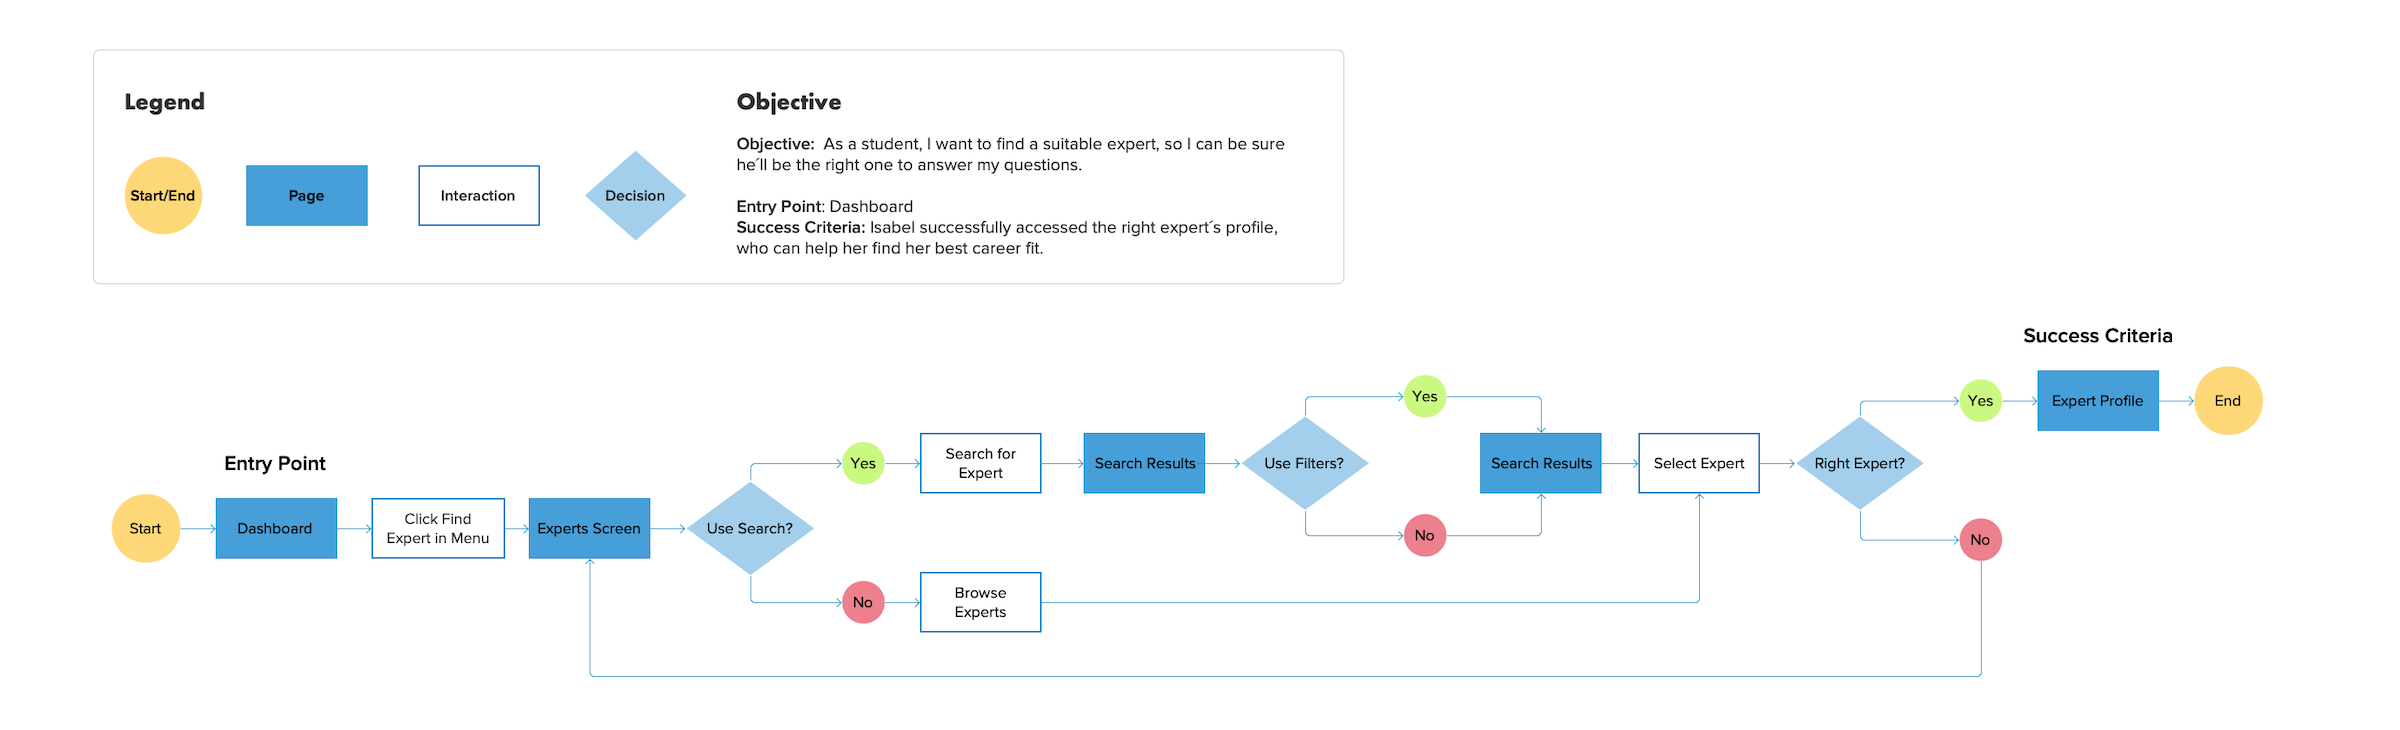 Legend
Start/End
Page
Interaction
Decision
Objective
Objective:  As a student, I want to find a suitable expert, so I can be sure
he´ll be the right one to answer my questions.
Entry Point: Dashboard
Success Criteria: Isabel successfully accessed the right expert´s profile,
who can help her find her best career fit.
Entry Point
Start
Dashboard
Click Find
Expert in Menu
Experts Screen
Use Search?
Yes
Search for
Expert
Search Results
Use Filters?
Yes
No
Search Results
Select Expert
Right Expert?
Yes
Success Criteria
Expert Profile
End
No
No
Browse
Experts